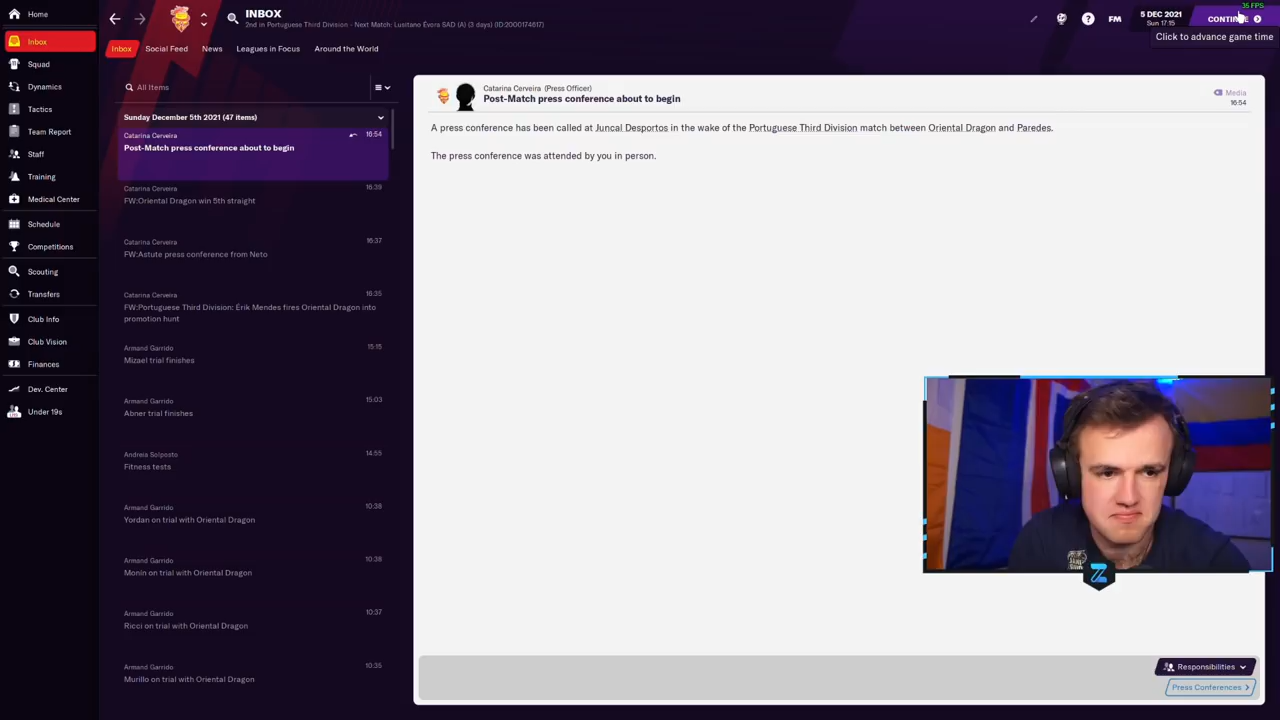 Home
Inbox
Squad
Dynamics
Tactics
Team Report
Staff
Training
Medical Center
Schedule
Competitions
Scouting
Transfers
Club Info
Club Vision
Finances
Dev. Center
Under 19s
INBOX
2nd in Portuguese Third Division - Next Match: Lusitano Évora SAD (A) (3 days) (ID:2000174617)
FM
5 DEC 2021
Sun 17:15
35 FPS
CONTINUE
Click to advance game time
Inbox
Social Feed
News
Leagues in Focus
Around the World
All Items
Sunday December 5th 2021 (47 items)
Catarina Cerveira
16:54
Post-Match press conference about to begin
Catarina Cerveira
16:39
FW:Oriental Dragon win 5th straight
Catarina Cerveira
16:37
FW:Astute press conference from Neto
Catarina Cerveira
16:35
FW:Portuguese Third Division: Érik Mendes fires Oriental Dragon into
promotion hunt
Armand Garrido
15:15
Mizael trial finishes
Armand Garrido
15:03
Abner trial finishes
Andreia Solposto
14:55
Fitness tests
Armand Garrido
10:38
Yordan on trial with Oriental Dragon
Armand Garrido
10:38
Monin on trial with Oriental Dragon
Armand Garrido
10:37
Ricci on trial with Oriental Dragon
Armand Garrido
10:35
Murillo on trial with Oriental Dragon
Catarina Cerveira (Press Officer)
Post-Match press conference about to begin
Media
16:54
A press conference has been called at Juncal Desportos in the wake of the Portuguese Third Division match between Oriental Dragon and Paredes.
The press conference was attended by you in person.
Responsibilities
Press Conferences